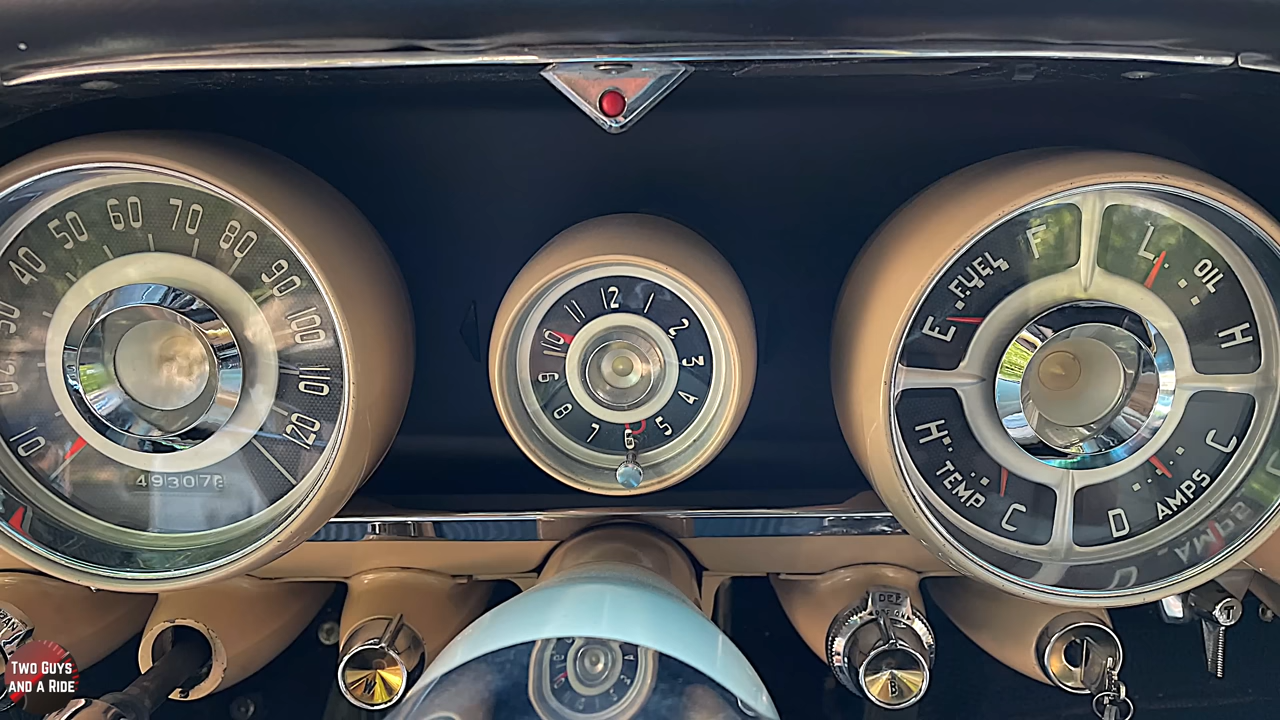 10
40
50
60
70
80
90
100
110
120
12
1
2
3
4
5
6
7
8
9
10
11
E FUEL F
L OIL H
H TEMP C
D AMPS C
DEF
W
B
TWO GUYS
AND A RIDE